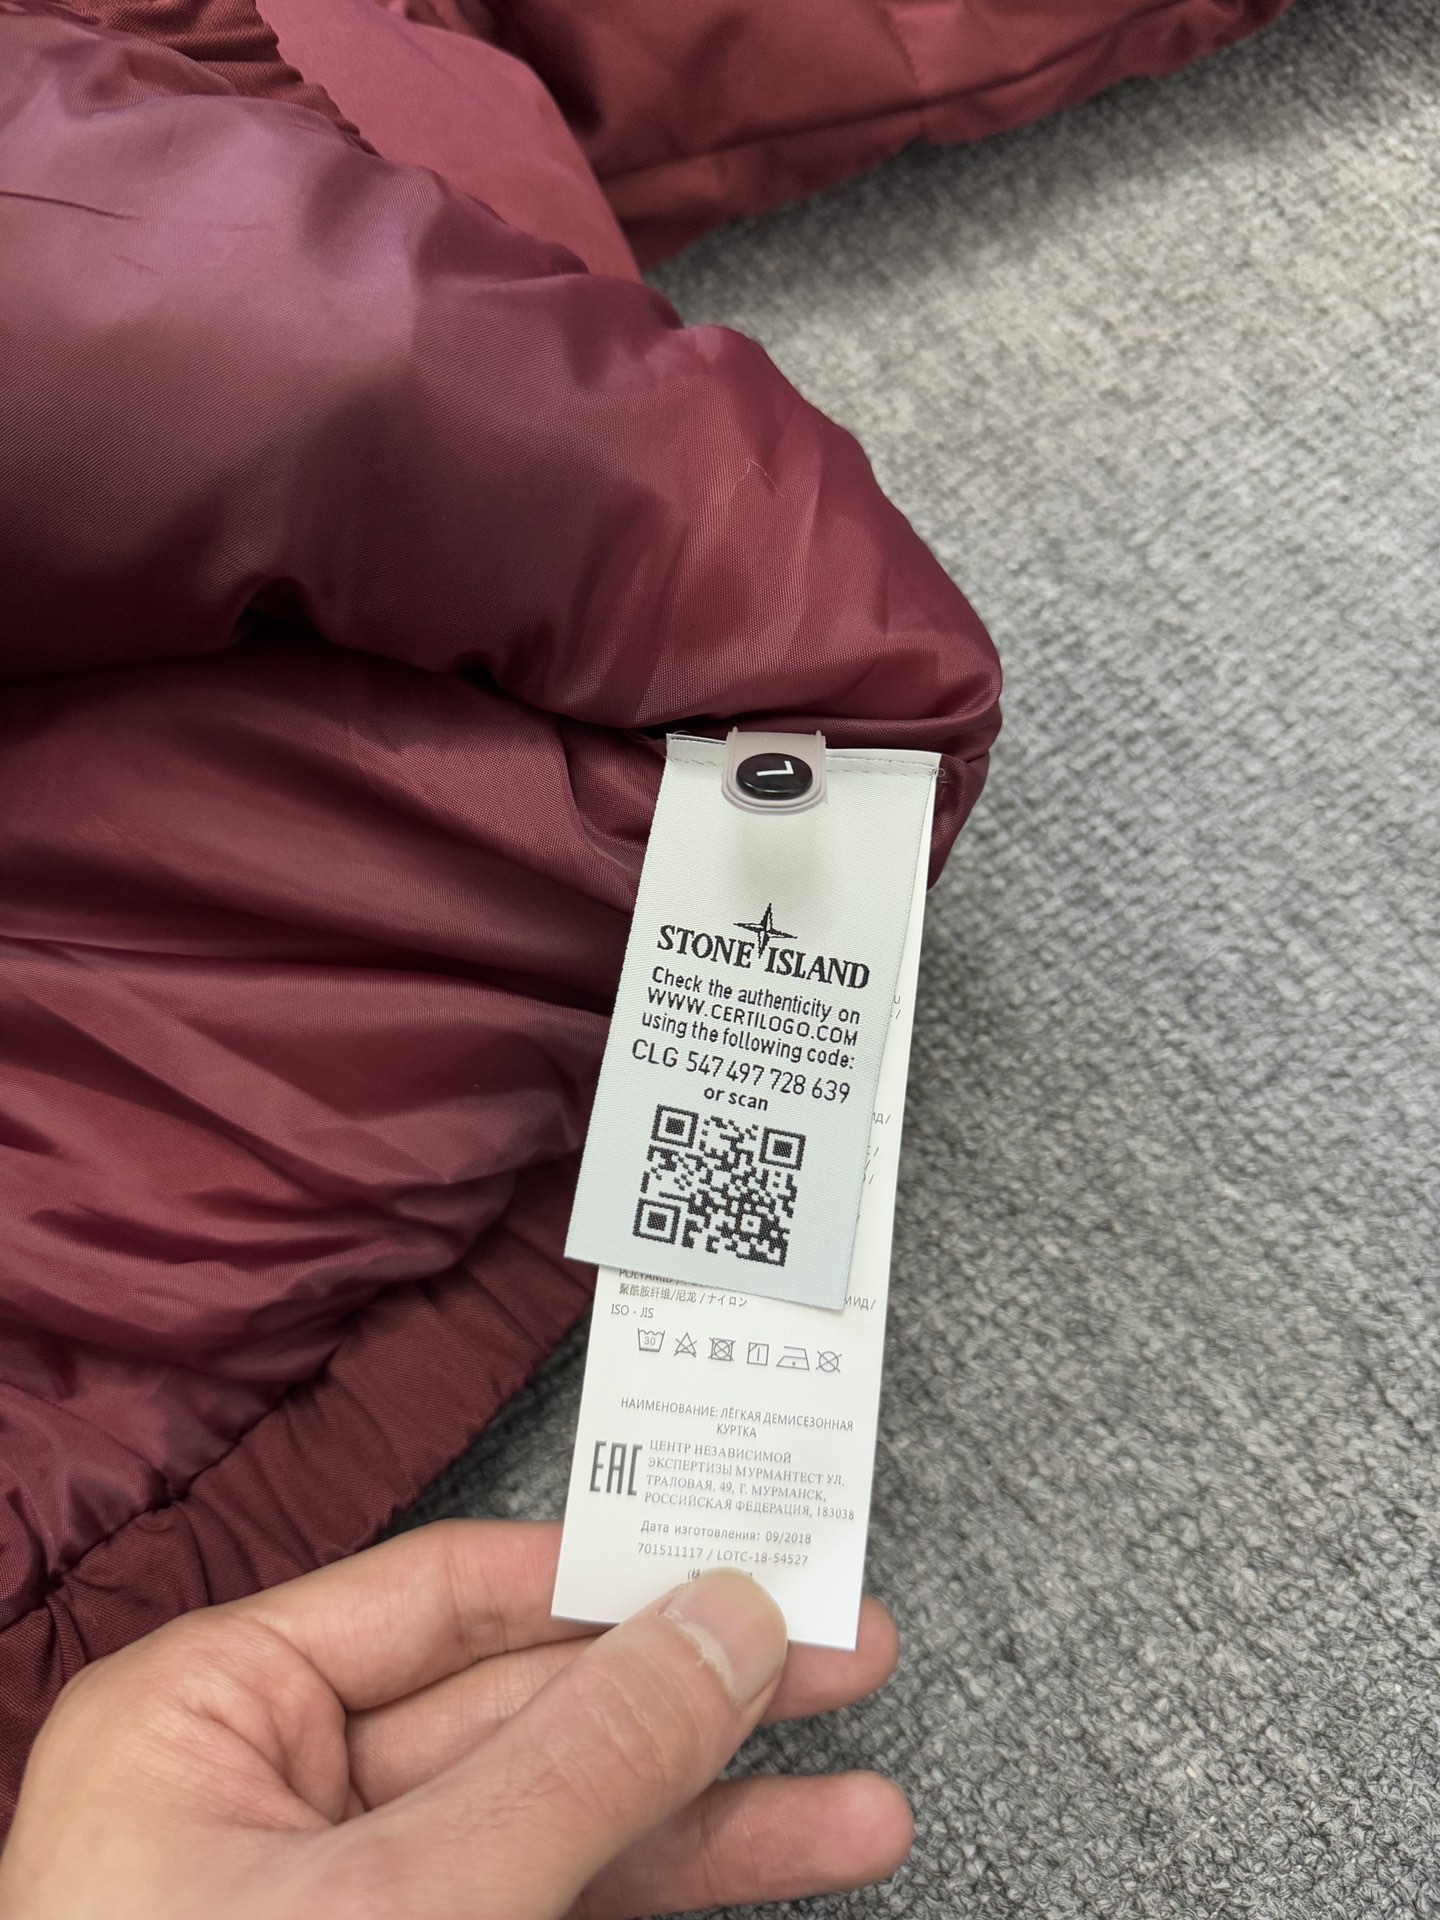 L
STONE ISLAND
Check the authenticity on
WWW.CERTILOGO.COM
using the following code:
CLG 547 497 728 639
or scan
POLYAMID
МИД/
聚酰胺纤维/尼龙 / ナイロン
ISO - JIS
30
НАИМЕНОВАНИЕ: ЛЁГКАЯ ДЕМИСЕЗОННАЯ
КУРТКА
EAC
ЦЕНТР НЕЗАВИСИМОЙ
ЭКСПЕРТИЗЫ МУРМАНТЕСТ УЛ.
ТРАЛОВАЯ, 49, Г. МУРМАНСК,
РОССИЙСКАЯ ФЕДЕРАЦИЯ, 183038
Дата изготовления: 09/2018
701511117 / LOTC-18-54527